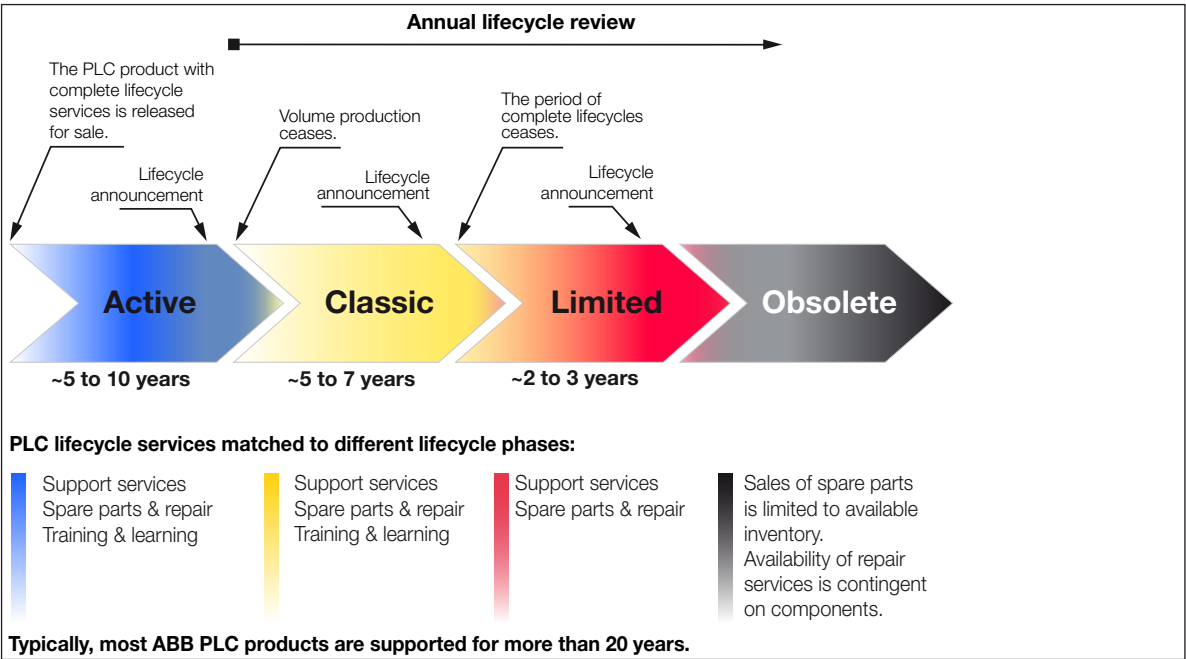 Annual lifecycle review
The PLC product with
complete lifecycle
services is released
for sale.
Lifecycle
announcement
Volume production
ceases.
Lifecycle
announcement
The period of
complete lifecycles
ceases.
Lifecycle
announcement
Active
Classic
Limited
Obsolete
~5 to 10 years
~5 to 7 years
~2 to 3 years
PLC lifecycle services matched to different lifecycle phases:
Support services
Spare parts & repair
Training & learning
Support services
Spare parts & repair
Training & learning
Support services
Spare parts & repair
Sales of spare parts
is limited to available
inventory.
Availability of repair
services is contingent
on components.
Typically, most ABB PLC products are supported for more than 20 years.